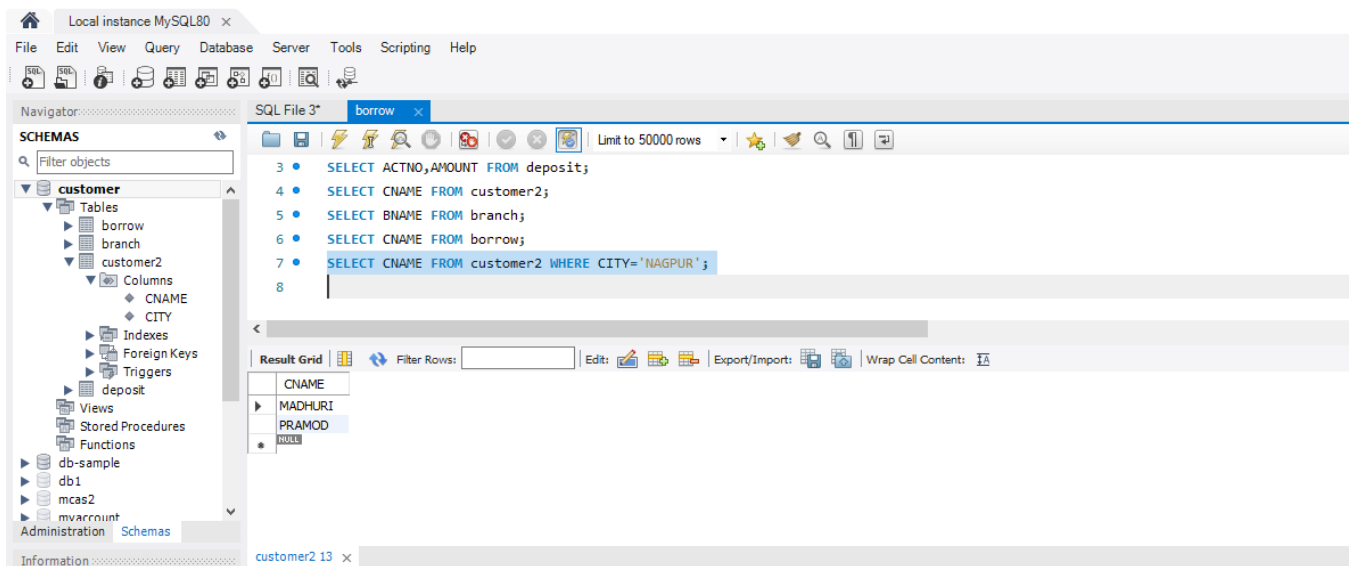 Local instance MySQL80 ×
File Edit View Query Database Server Tools Scripting Help
Navigator
SCHEMAS
Filter objects
customer
Tables
borrow
branch
customer2
Columns
CNAME
CITY
Indexes
Foreign Keys
Triggers
deposit
Views
Stored Procedures
Functions
db-sample
db1
mcas2
myaccount
Administration Schemas
Information
SQL File 3* borrow ×
Limit to 50000 rows
3 SELECT ACTNO,AMOUNT FROM deposit;
4 SELECT CNAME FROM customer2;
5 SELECT BNAME FROM branch;
6 SELECT CNAME FROM borrow;
7 SELECT CNAME FROM customer2 WHERE CITY='NAGPUR';
8
Result Grid Filter Rows: Edit: Export/Import: Wrap Cell Content:
CNAME
MADHURI
PRAMOD
NULL
customer2 13 ×